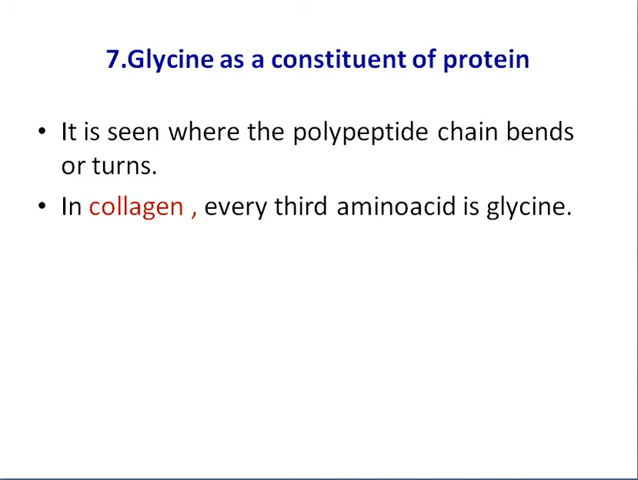 7.Glycine as a constituent of protein
• It is seen where the polypeptide chain bends
or turns.
• In collagen , every third aminoacid is glycine.